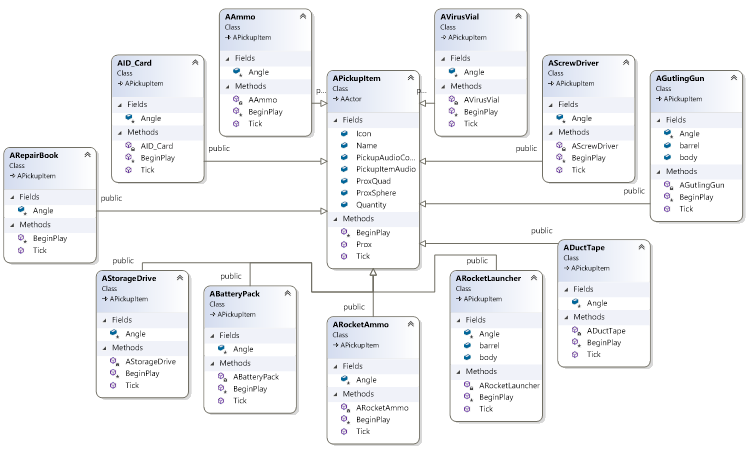 AAmmo
Class
APickupItem
Fields
Angle
Methods
AAmmo
BeginPlay
Tick
AVirusVial
Class
APickupItem
Fields
Angle
Methods
AVirusVial
BeginPlay
Tick
AID_Card
Class
APickupItem
Fields
Angle
Methods
AID_Card
BeginPlay
Tick
public
APickupItem
Class
AActor
Fields
Icon
Name
PickupAudioCo...
PickupItemAudio
ProxQuad
ProxSphere
Quantity
Methods
BeginPlay
Prox
Tick
p...
p...
AScrewDriver
Class
APickupItem
Fields
Angle
Methods
AScrewDriver
BeginPlay
Tick
public
AGutlingGun
Class
APickupItem
Fields
Angle
barrel
body
Methods
AGutlingGun
BeginPlay
Tick
public
ARepairBook
Class
APickupItem
Fields
Angle
Methods
BeginPlay
Tick
public
ADuctTape
Class
APickupItem
Fields
Angle
Methods
ADuctTape
BeginPlay
Tick
public
AStorageDrive
Class
APickupItem
Fields
Angle
Methods
AStorageDrive
BeginPlay
Tick
public
ABatteryPack
Class
APickupItem
Fields
Angle
Methods
ABatteryPack
BeginPlay
Tick
public
ARocketAmmo
Class
APickupItem
Fields
Angle
Methods
ARocketAmmo
BeginPlay
Tick
public
ARocketLauncher
Class
APickupItem
Fields
Angle
barrel
body
Methods
ARocketLauncher
BeginPlay
Tick
public